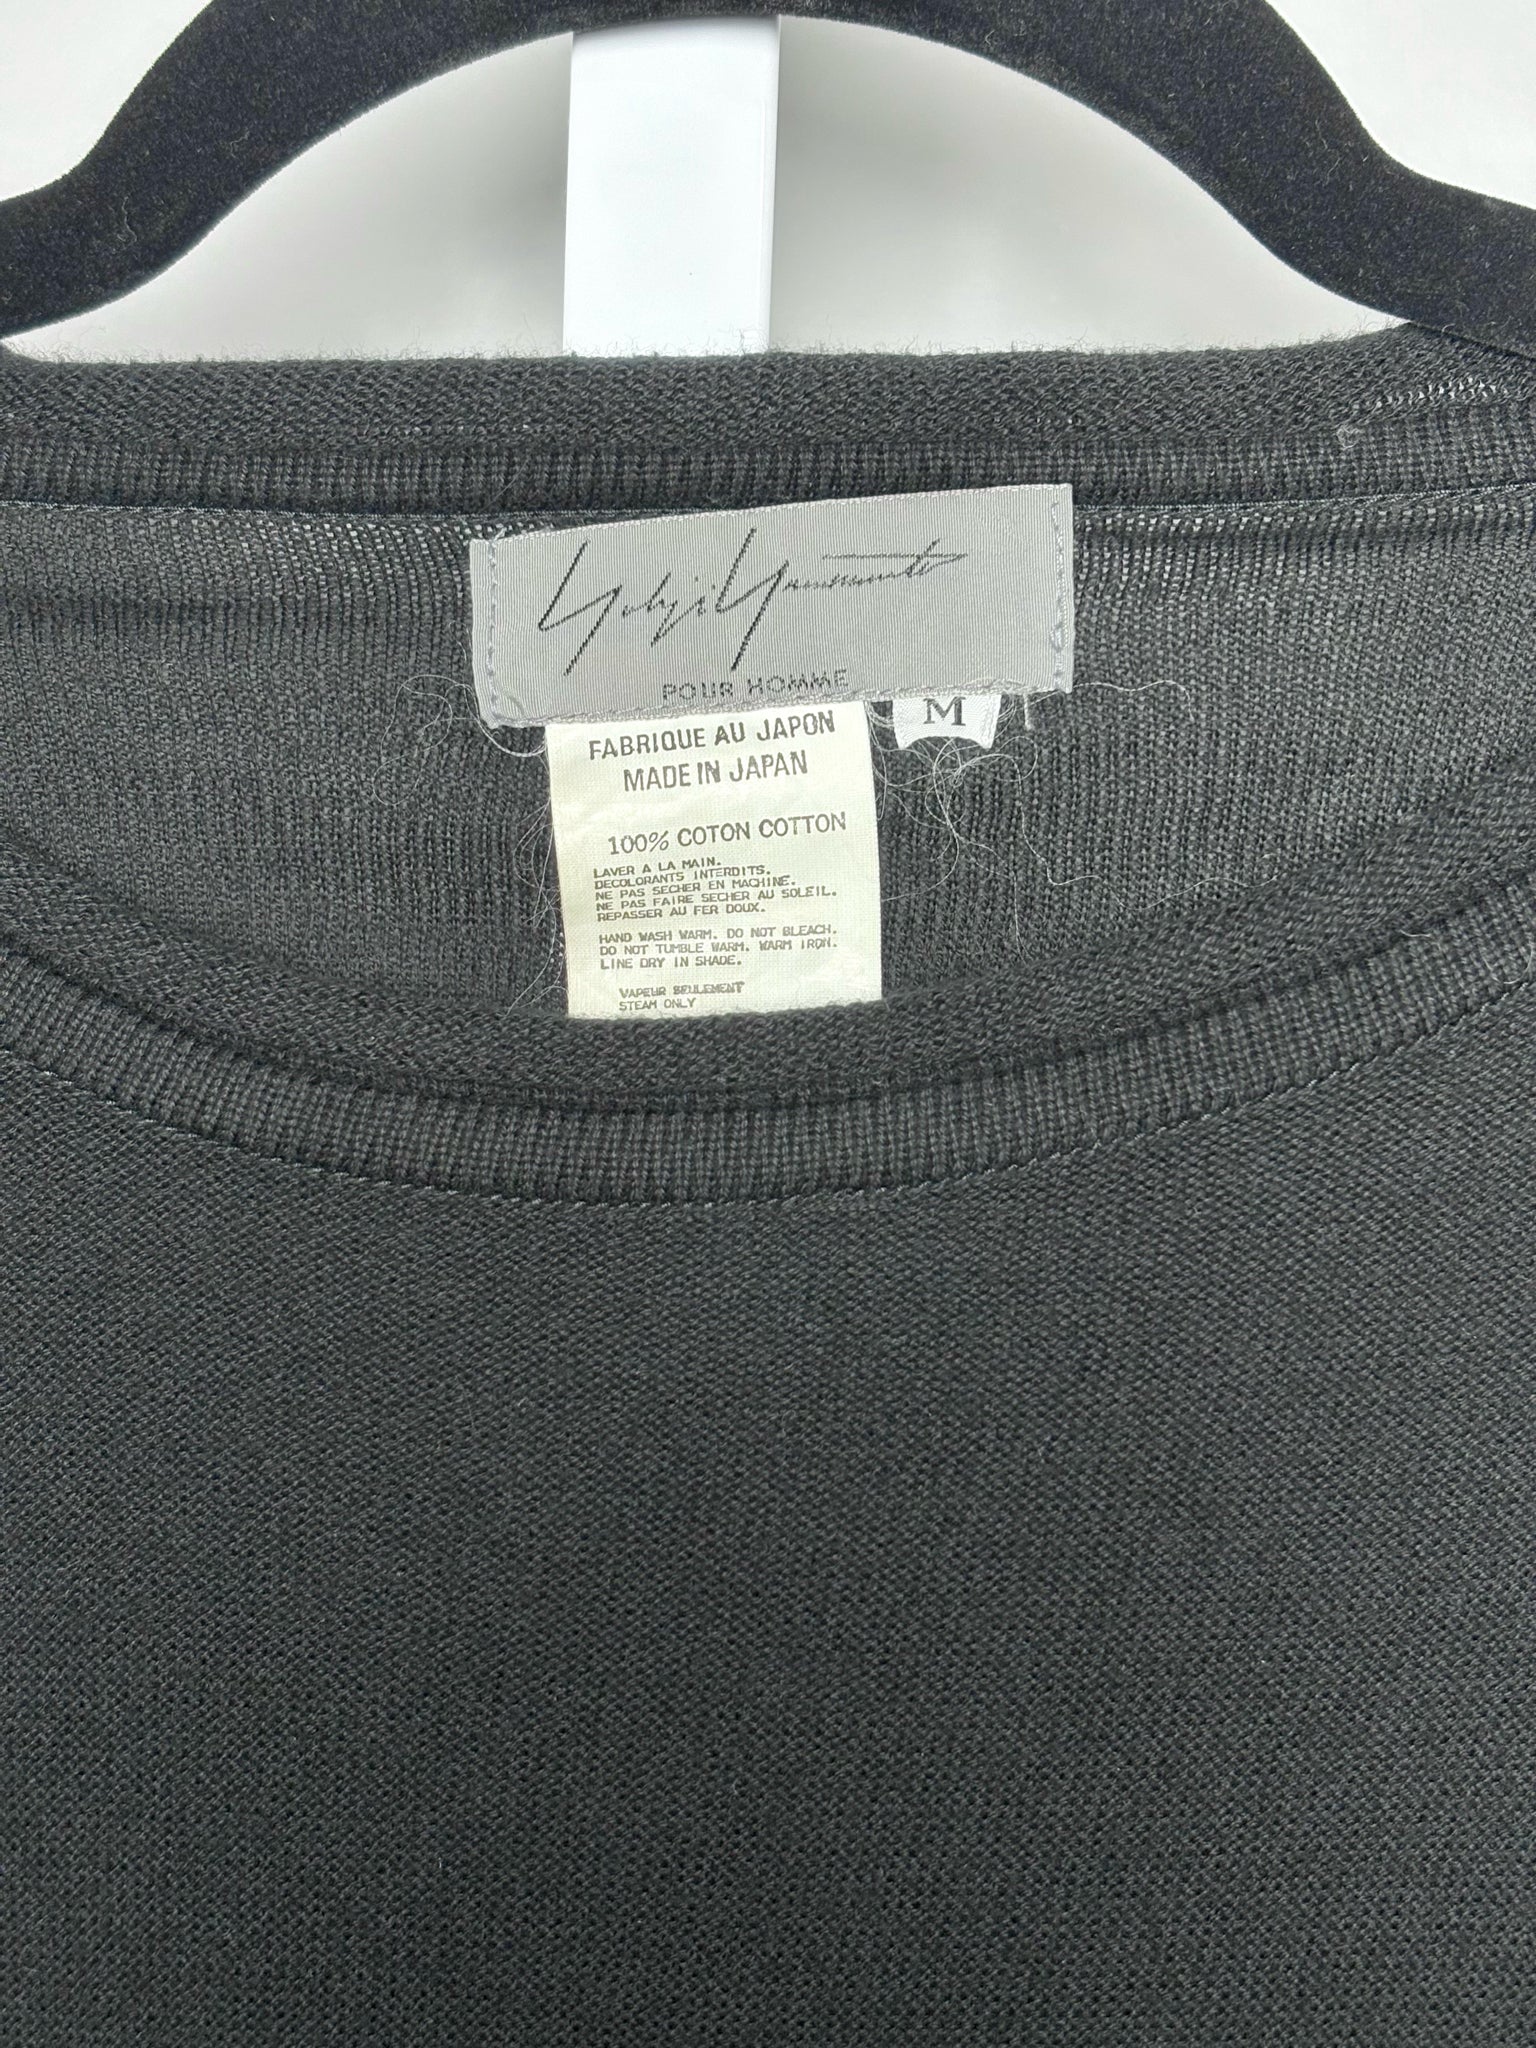 Yohji Yamamoto
POUR HOMME
M
FABRIQUE AU JAPON
MADE IN JAPAN
100% COTON COTTON
LAVER A LA MAIN.
DECOLORANTS INTERDITS.
NE PAS SECHER EN MACHINE.
NE PAS FAIRE SECHER AU SOLEIL.
REPASSER AU FER DOUX.
HAND WASH WARM. DO NOT BLEACH.
DO NOT TUMBLE WARM. WARM IRON.
LINE DRY IN SHADE.
VAPEUR SEULEMENT
STEAM ONLY